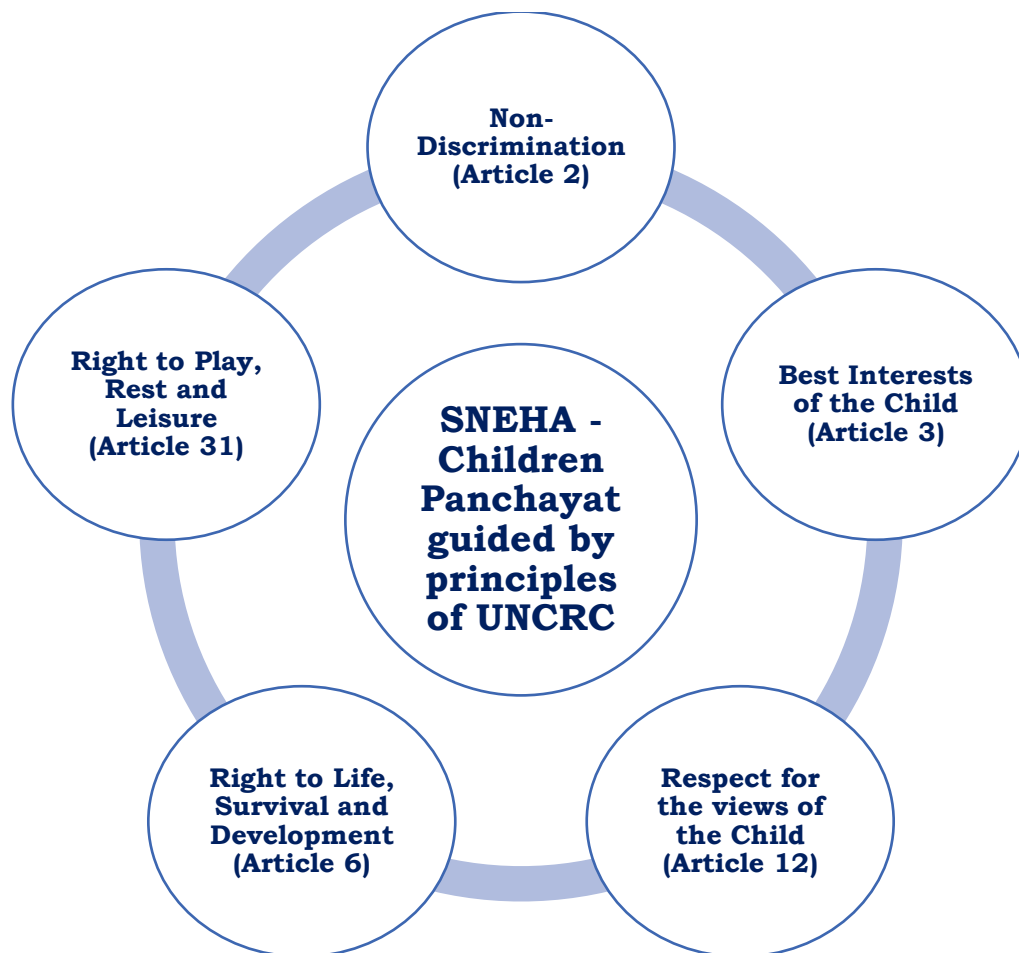 Non-
Discrimination
(Article 2)
Best Interests
of the Child
(Article 3)
Respect for
the views of
the Child
(Article 12)
Right to Life,
Survival and
Development
(Article 6)
Right to Play,
Rest and
Leisure
(Article 31)
SNEHA -
Children
Panchayat
guided by
principles
of UNCRC